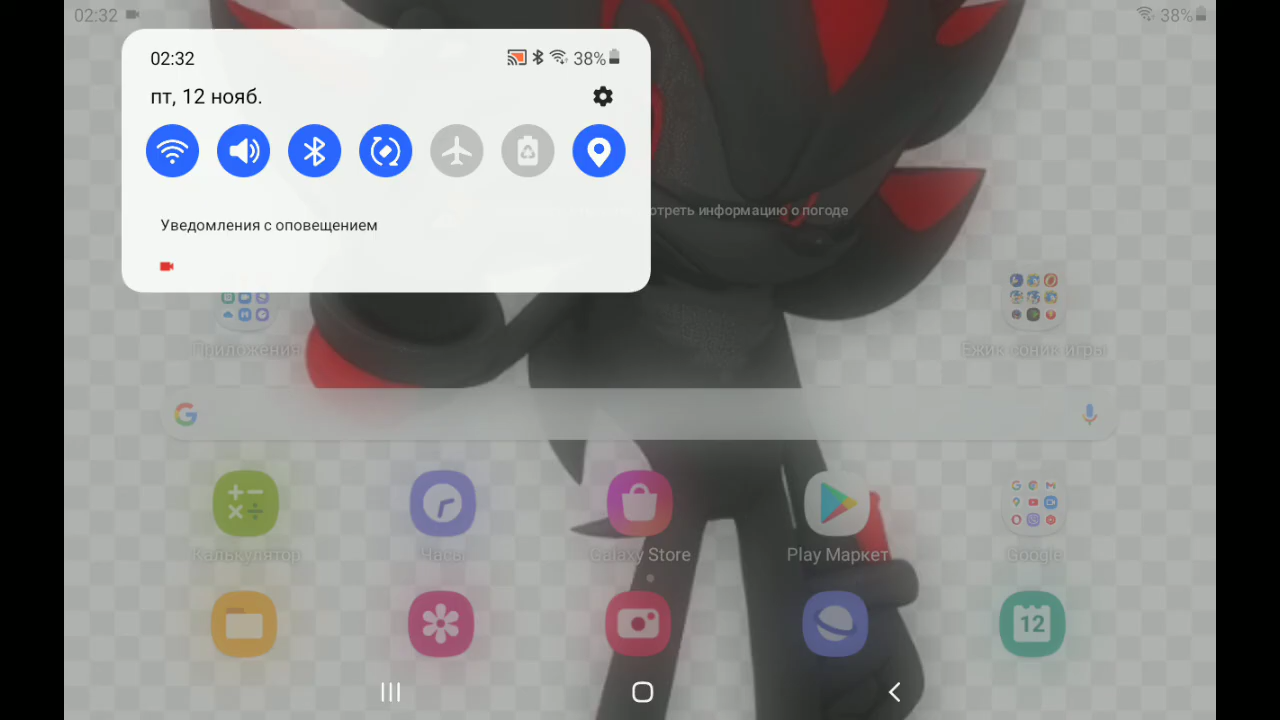 02:32
38%
02:32
38%
пт, 12 нояб.
отреть информацию о погоде
Уведомления с оповещением
Приложения
Ежик соник игры
Калькулятор
Часы
Galaxy Store
Play Маркет
Google
12